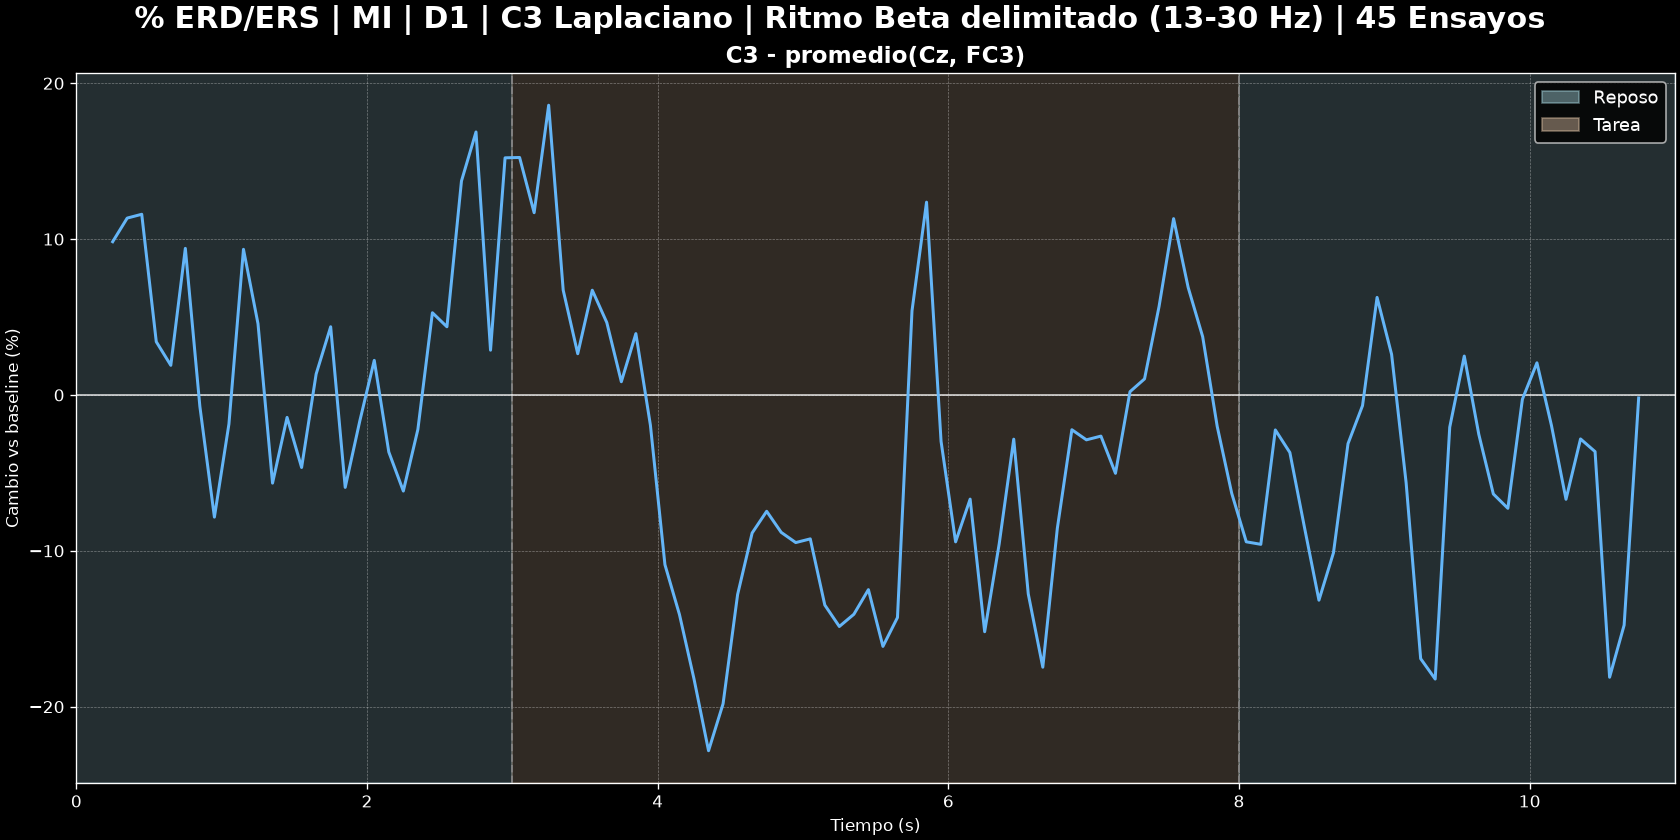 % ERD/ERS | MI | D1 | C3 Laplaciano | Ritmo Beta delimitado (13-30 Hz) | 45 Ensayos
C3 - promedio(Cz, FC3)
Reposo
Tarea
Cambio vs baseline (%)
20
10
0
−10
−20
0 2 4 6 8 10
Tiempo (s)